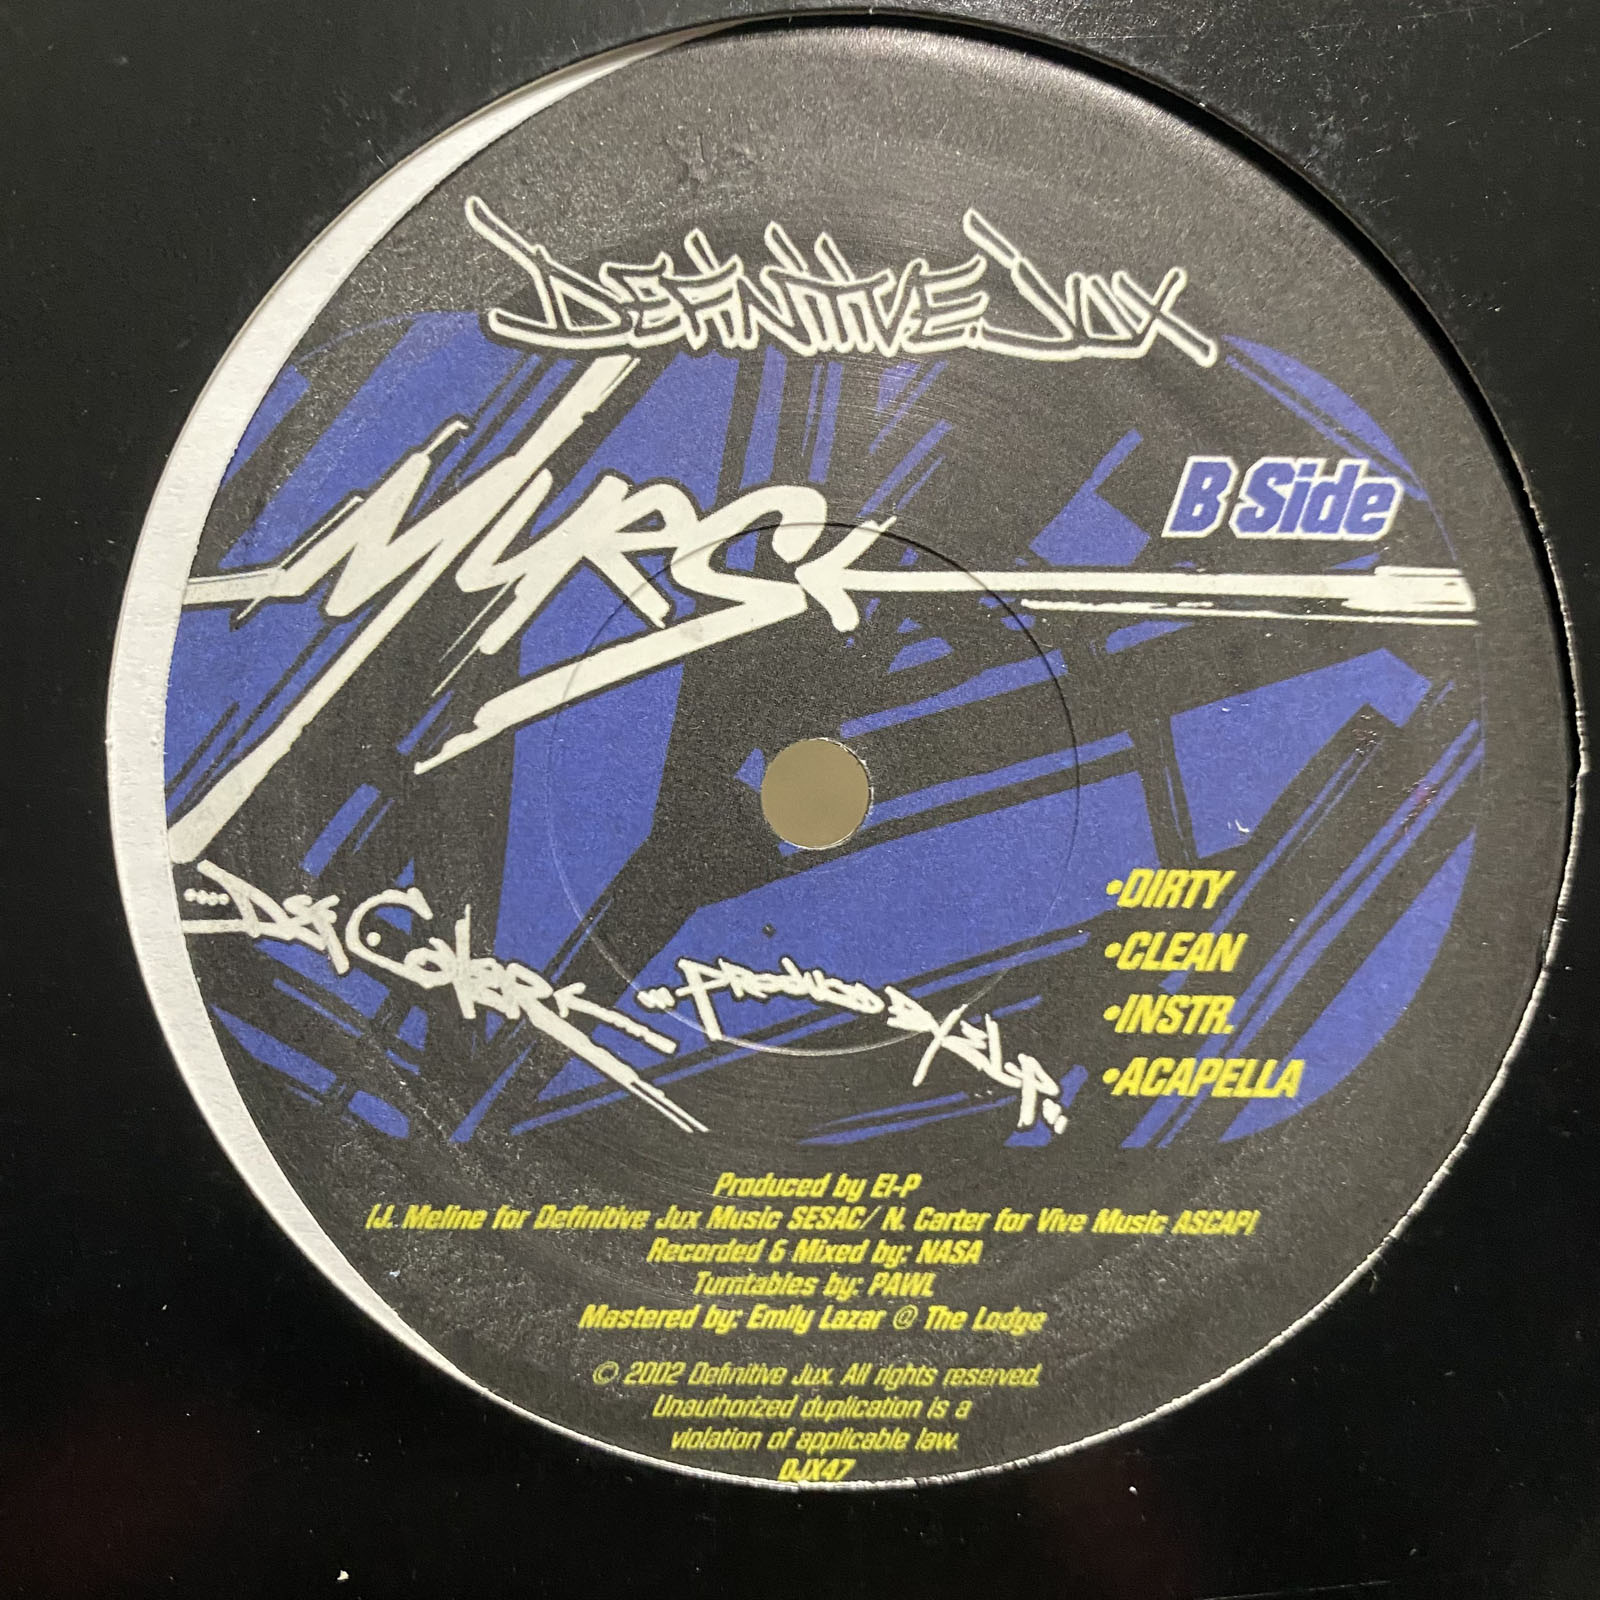 DEFINITIVE JUX
MURS
B Side
DEF COVER
...PRODUCED BY EL-P...
•DIRTY
•CLEAN
•INSTR.
•ACAPELLA
Produced by El-P
(J. Meline for Definitive Jux Music SESAC/ N. Carter for Vive Music ASCAP)
Recorded & Mixed by: NASA
Turntables by: PAWL
Mastered by: Emily Lazar @ The Lodge
© 2002 Definitive Jux. All rights reserved.
Unauthorized duplication is a
violation of applicable law.
DJX47